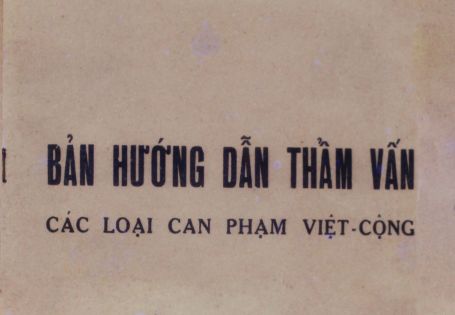 BẢN HƯỚNG DẪN THẨM VẤN
CÁC LOẠI CAN PHẠM VIỆT-CỘNG